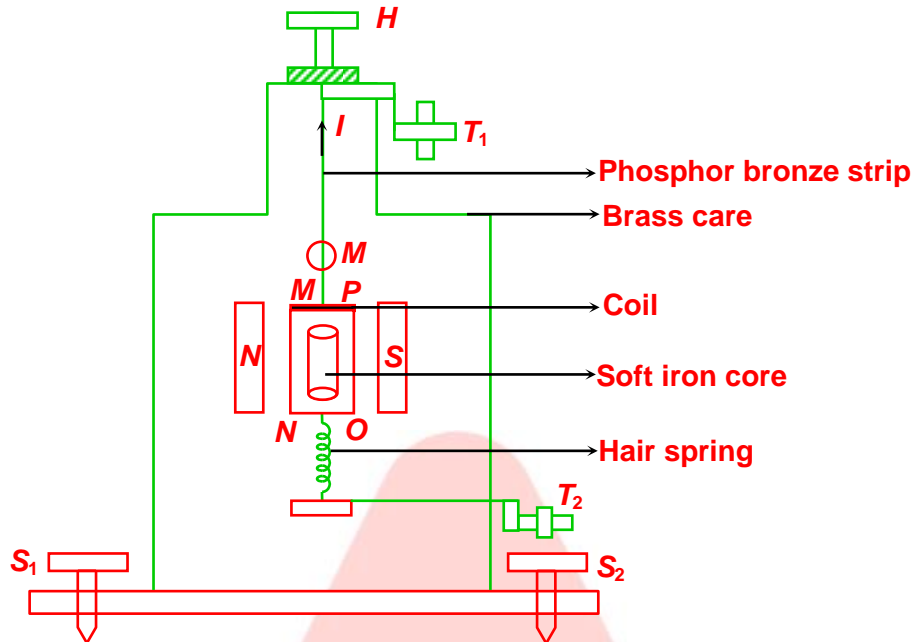 H
I
T1
Phosphor bronze strip
Brass care
M
M P
Coil
N S
Soft iron core
N O
Hair spring
T2
S1 S2